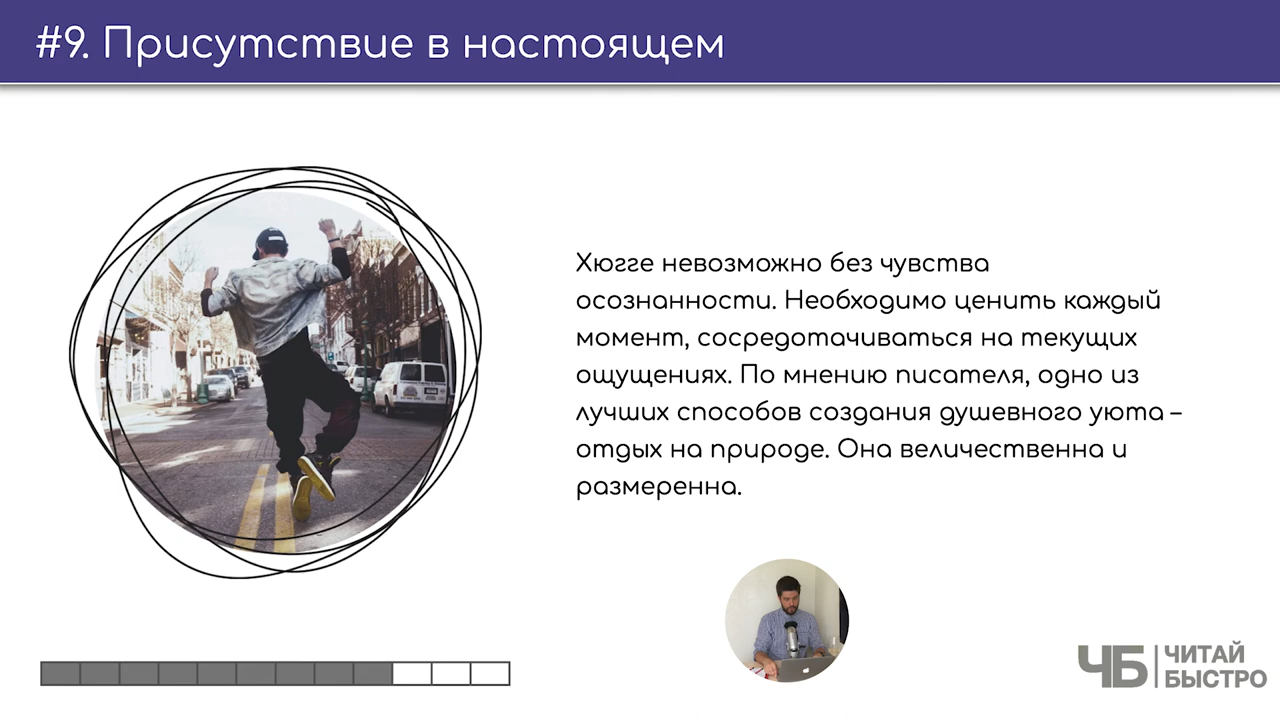 #9. Присутствие в настоящем
Хюгге невозможно без чувства
осознанности. Необходимо ценить каждый
момент, сосредотачиваться на текущих
ощущениях. По мнению писателя, одно из
лучших способов создания душевного уюта –
отдых на природе. Она величественна и
размеренна.
ЧБ
ЧИТАЙ
БЫСТРО